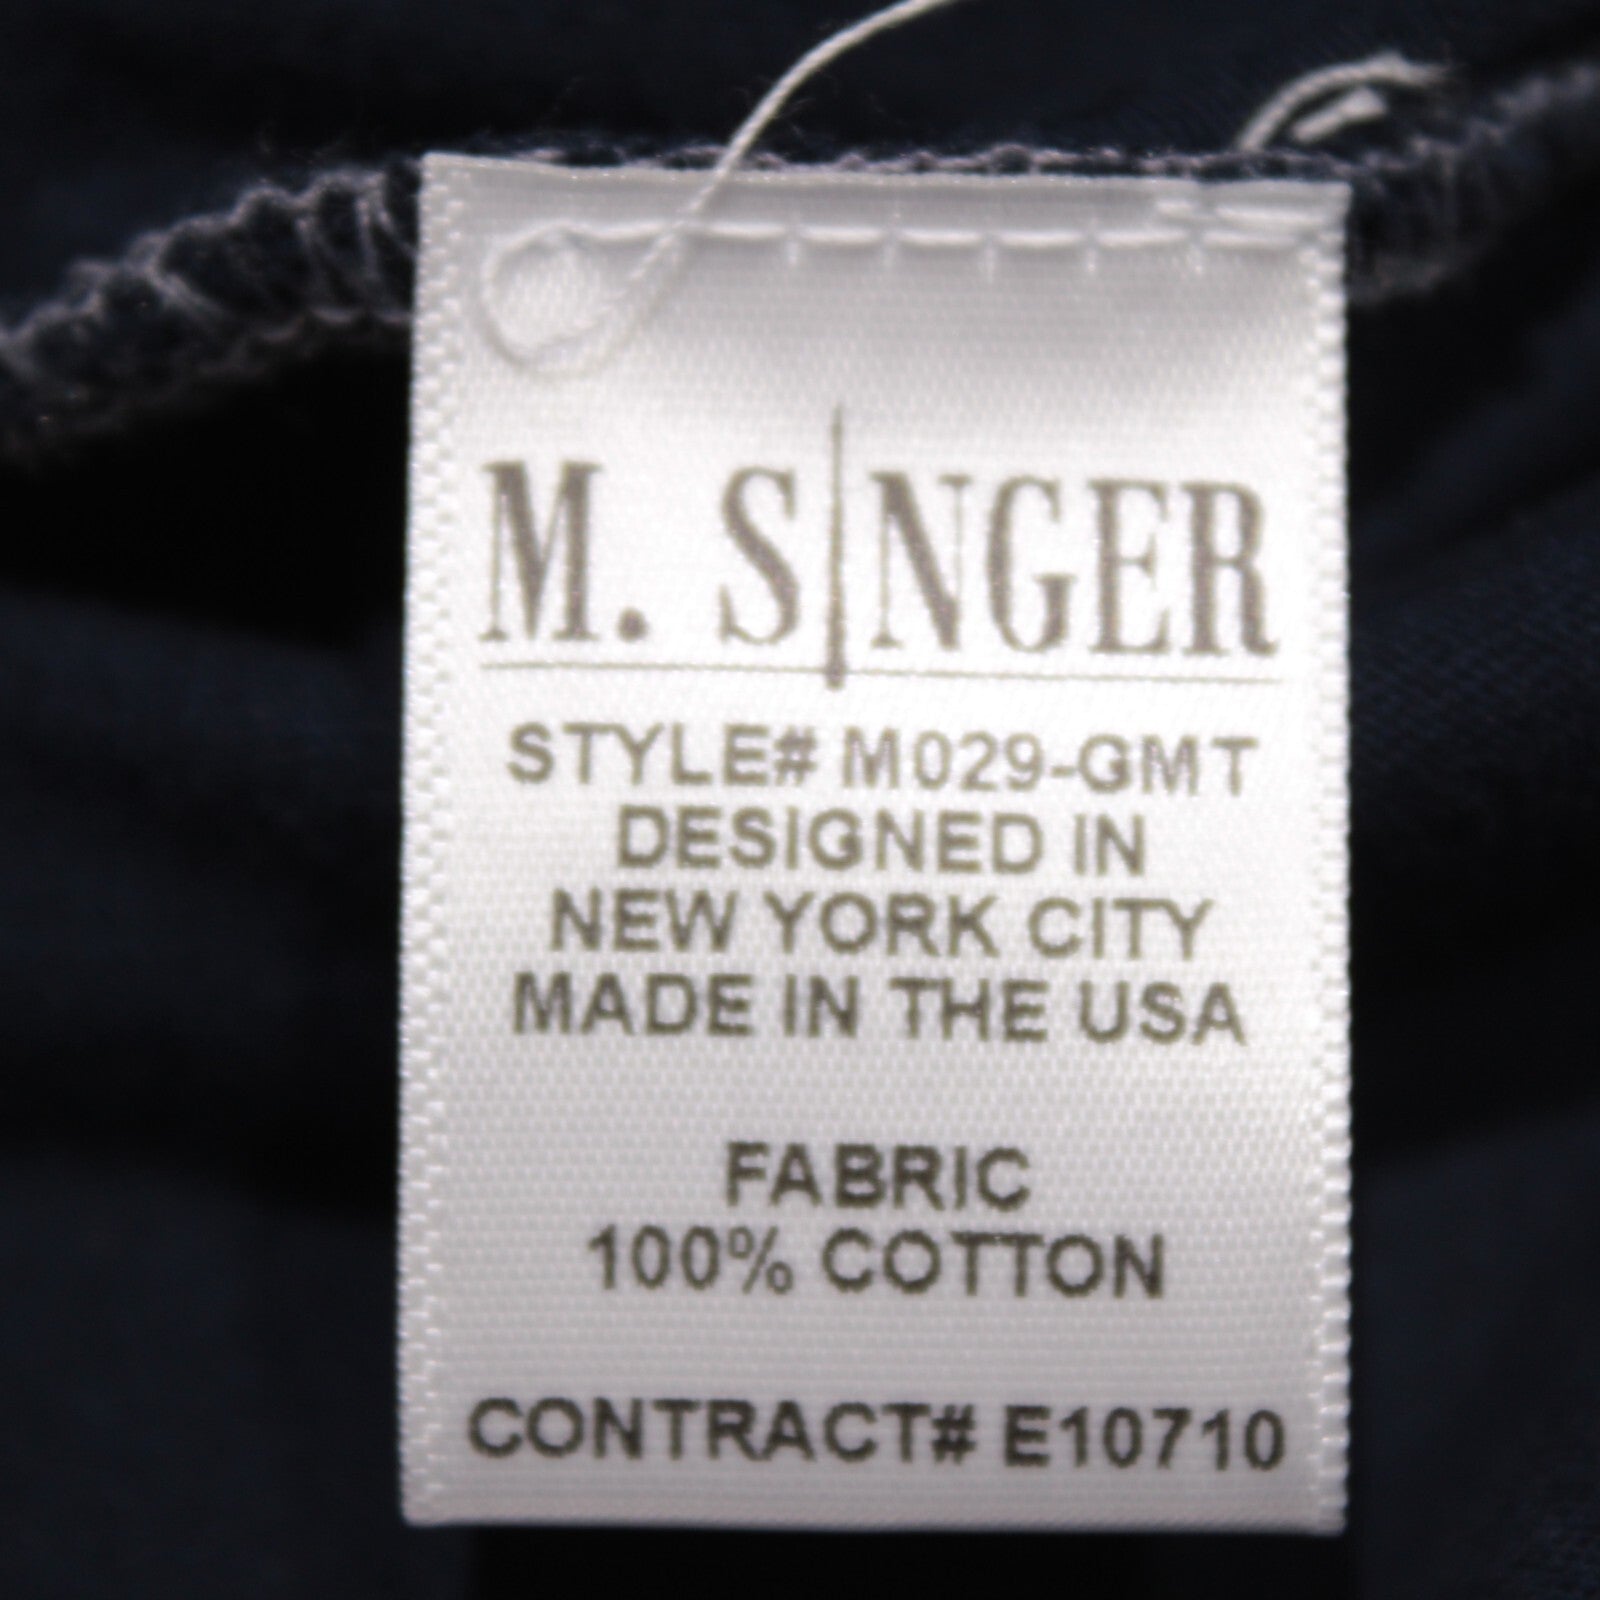 M. SINGER
STYLE# M029-GMT
DESIGNED IN
NEW YORK CITY
MADE IN THE USA
FABRIC
100% COTTON
CONTRACT# E10710